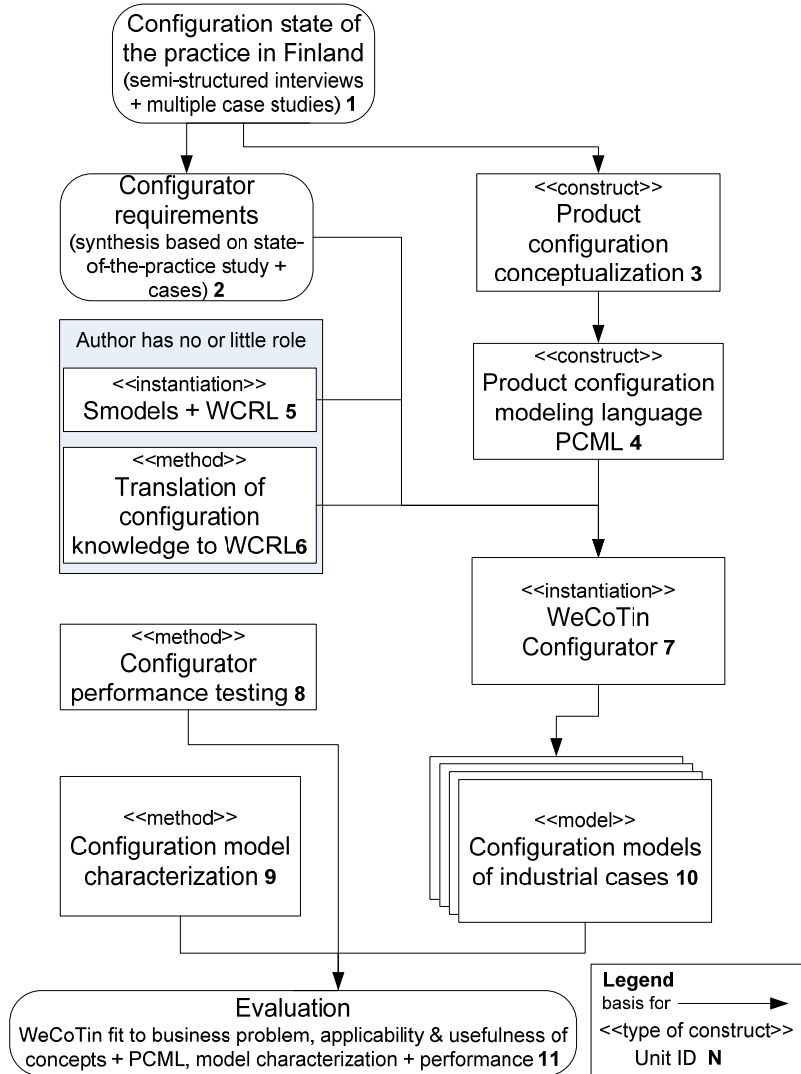 Configuration state of
the practice in Finland
(semi-structured interviews
+ multiple case studies) 1
Configurator
requirements
(synthesis based on state-
of-the-practice study +
cases) 2
<<construct>>
Product
configuration
conceptualization 3
Author has no or little role
<<instantiation>>
Smodels + WCRL 5
<<method>>
Translation of
configuration
knowledge to WCRL6
<<construct>>
Product configuration
modeling language
PCML 4
<<instantiation>>
WeCoTin
Configurator 7
<<method>>
Configurator
performance testing 8
<<method>>
Configuration model
characterization 9
<<model>>
Configuration models
of industrial cases 10
Evaluation
WeCoTin fit to business problem, applicability & usefulness of
concepts + PCML, model characterization + performance 11
Legend
basis for
<<type of construct>>
Unit ID N